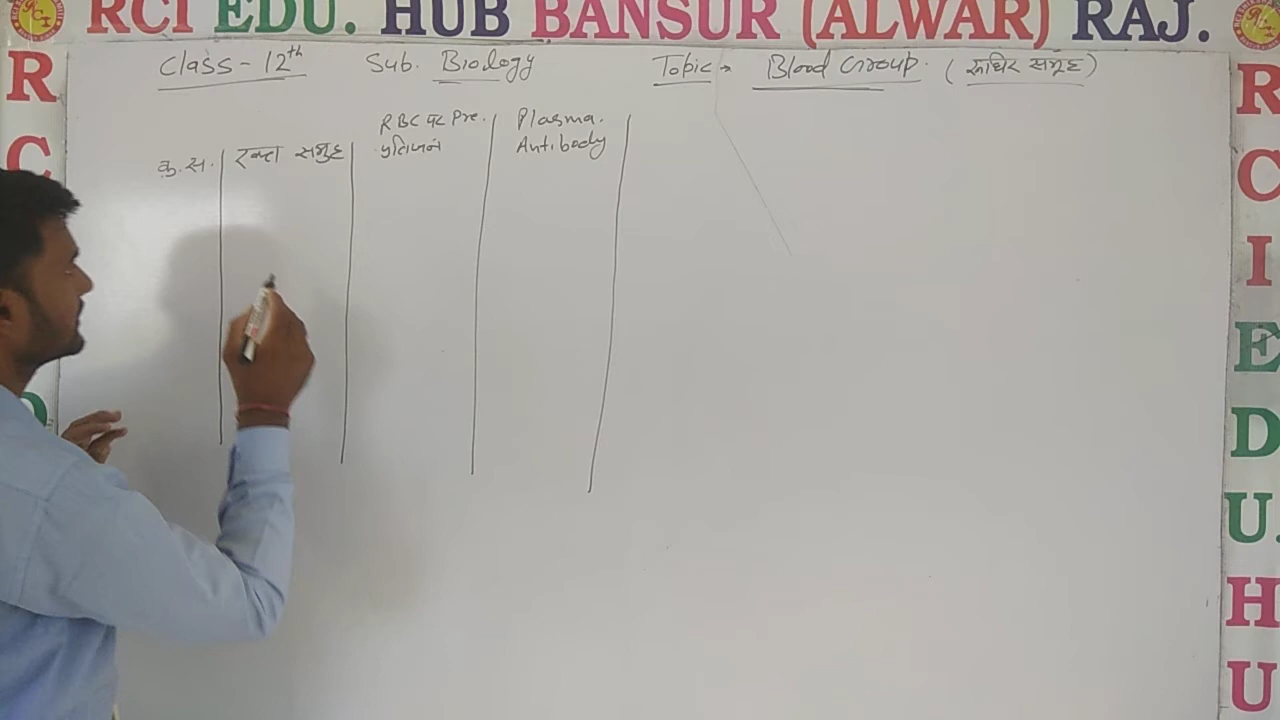 RCI EDU. HUB BANSUR (ALWAR) RAJ.
Class - 12th Sub. Biology Topic → Blood Group. (रूधिर समूह)
क्र.स. रक्त समुह RBC पर Pre. Plasma.
प्रतिजन Antibody
R
C
R
C
I
E
D
U.
H
U